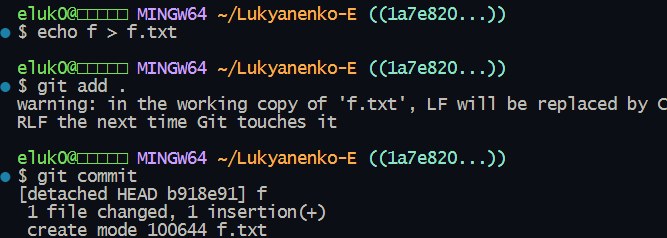 eluk0@□□□□□ MINGW64 ~/Lukyanenko-E ((1a7e820...))
$ echo f > f.txt
eluk0@□□□□□ MINGW64 ~/Lukyanenko-E ((1a7e820...))
$ git add .
warning: in the working copy of 'f.txt', LF will be replaced by C
RLF the next time Git touches it
eluk0@□□□□□ MINGW64 ~/Lukyanenko-E ((1a7e820...))
$ git commit
[detached HEAD b918e91] f
1 file changed, 1 insertion(+)
create mode 100644 f.txt